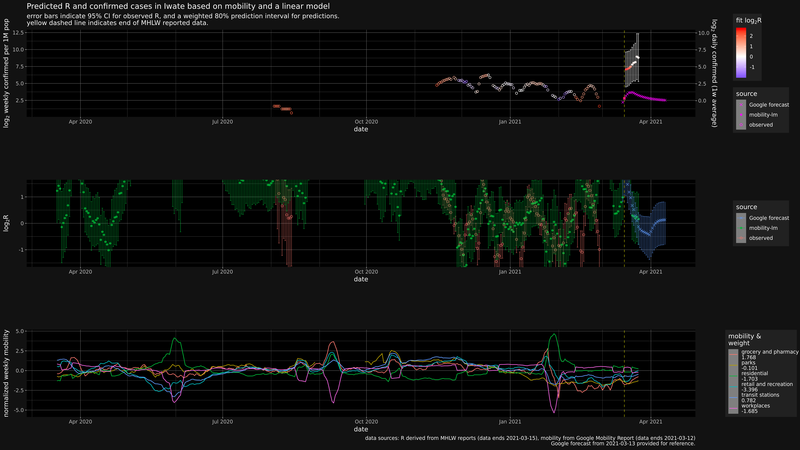 Predicted R and confirmed cases in Iwate based on mobility and a linear model
error bars indicate 95% CI for observed R, and a weighted 80% prediction interval for predictions.
yellow dashed line indicates end of MHLW reported data.
log₂ weekly confirmed per 1M pop
12.5
10.0
7.5
5.0
2.5
10.0
7.5
5.0
2.5
0.0
log₂ daily confirmed (1w average)
Apr 2020
Jul 2020
Oct 2020
Jan 2021
Apr 2021
date
fit log₂R
2
1
0
-1
source
Google forecast
mobility-lm
observed
log₂R
1
0
-1
Apr 2020
Jul 2020
Oct 2020
Jan 2021
Apr 2021
date
source
Google forecast
mobility-lm
observed
normalized weekly mobility
5.0
2.5
0.0
-2.5
-5.0
Apr 2020
Jul 2020
Oct 2020
Jan 2021
Apr 2021
date
mobility &
weight
grocery and pharmacy
1.768
parks
-0.101
residential
-1.703
retail and recreation
-3.396
transit stations
0.782
workplaces
-1.685
data sources: R derived from MHLW reports (data ends 2021-03-15), mobility from Google Mobility Report (data ends 2021-03-12)
Google forecast from 2021-03-13 provided for reference.